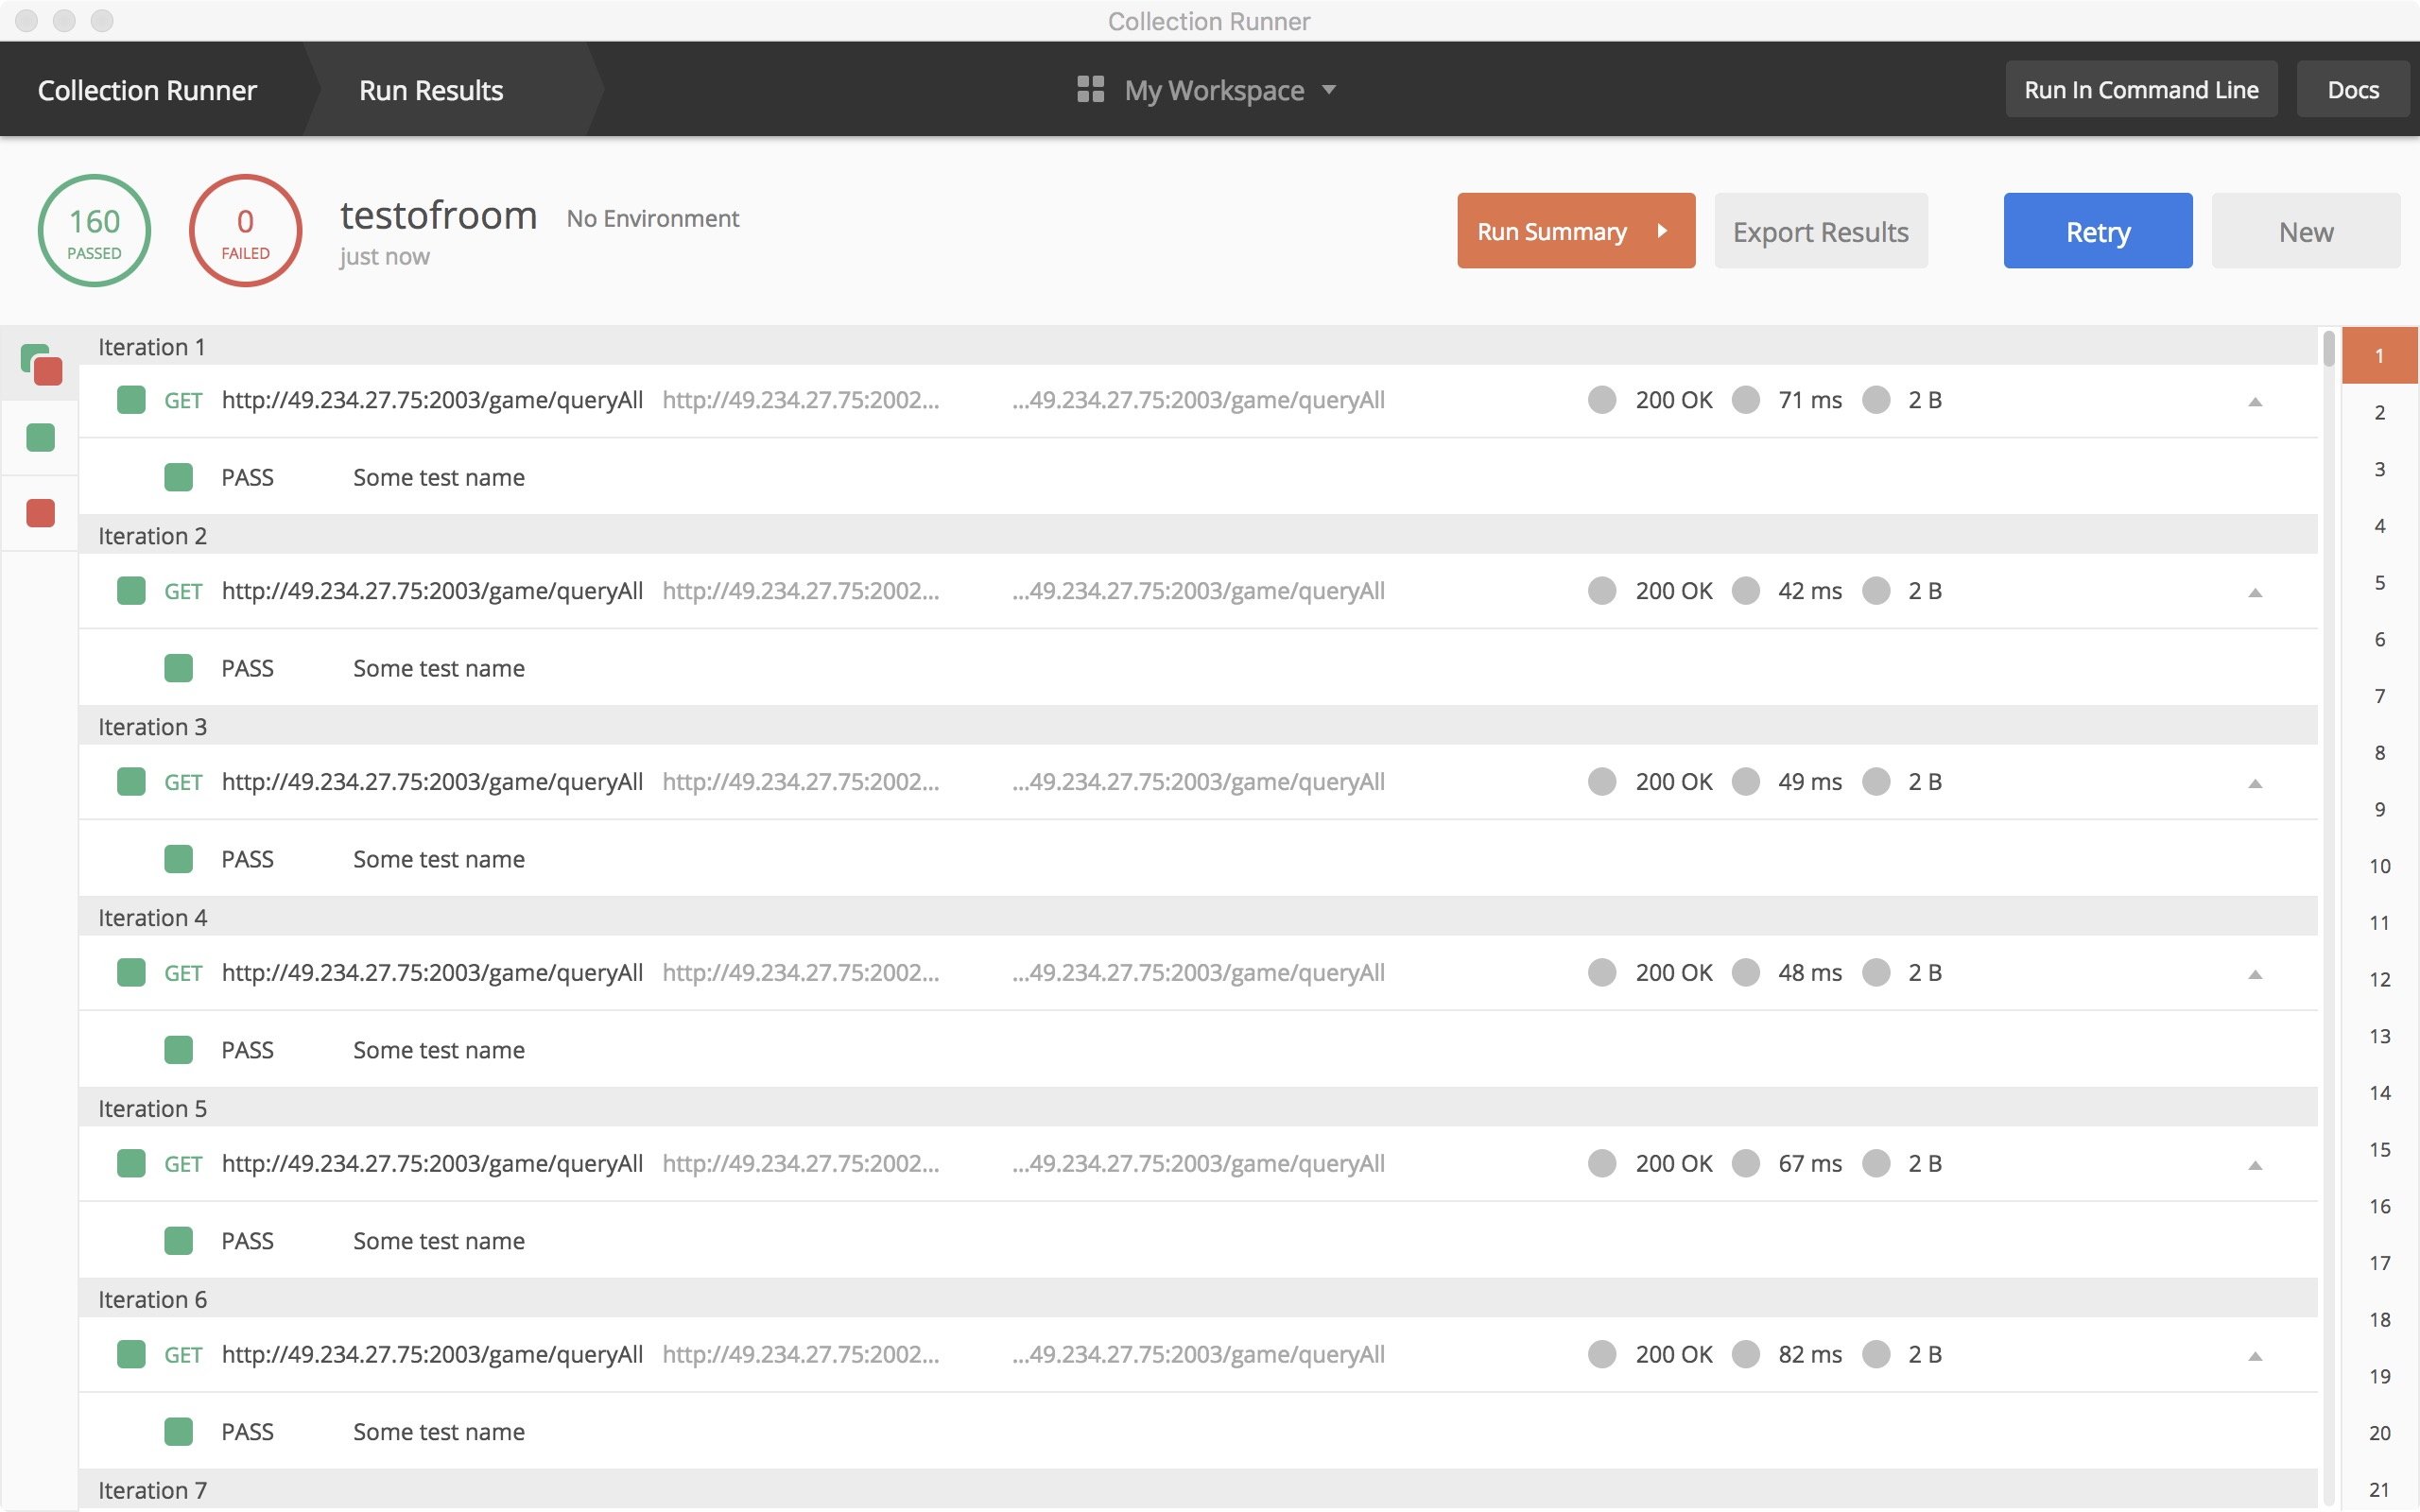 Collection Runner
Collection Runner Run Results My Workspace Run In Command Line Docs
160 PASSED 0 FAILED testofroom No Environment Run Summary Export Results Retry New
just now
Iteration 1 1
GET http://49.234.27.75:2003/game/queryAll http://49.234.27.75:2002... ...49.234.27.75:2003/game/queryAll 200 OK 71 ms 2 B
2
PASS Some test name 3
Iteration 2 4
GET http://49.234.27.75:2003/game/queryAll http://49.234.27.75:2002... ...49.234.27.75:2003/game/queryAll 200 OK 42 ms 2 B 5
PASS Some test name 6
Iteration 3 7
GET http://49.234.27.75:2003/game/queryAll http://49.234.27.75:2002... ...49.234.27.75:2003/game/queryAll 200 OK 49 ms 2 B 8
9
PASS Some test name 10
Iteration 4 11
GET http://49.234.27.75:2003/game/queryAll http://49.234.27.75:2002... ...49.234.27.75:2003/game/queryAll 200 OK 48 ms 2 B 12
PASS Some test name 13
Iteration 5 14
GET http://49.234.27.75:2003/game/queryAll http://49.234.27.75:2002... ...49.234.27.75:2003/game/queryAll 200 OK 67 ms 2 B 15
16
PASS Some test name 17
Iteration 6 18
GET http://49.234.27.75:2003/game/queryAll http://49.234.27.75:2002... ...49.234.27.75:2003/game/queryAll 200 OK 82 ms 2 B 19
PASS Some test name 20
Iteration 7 21